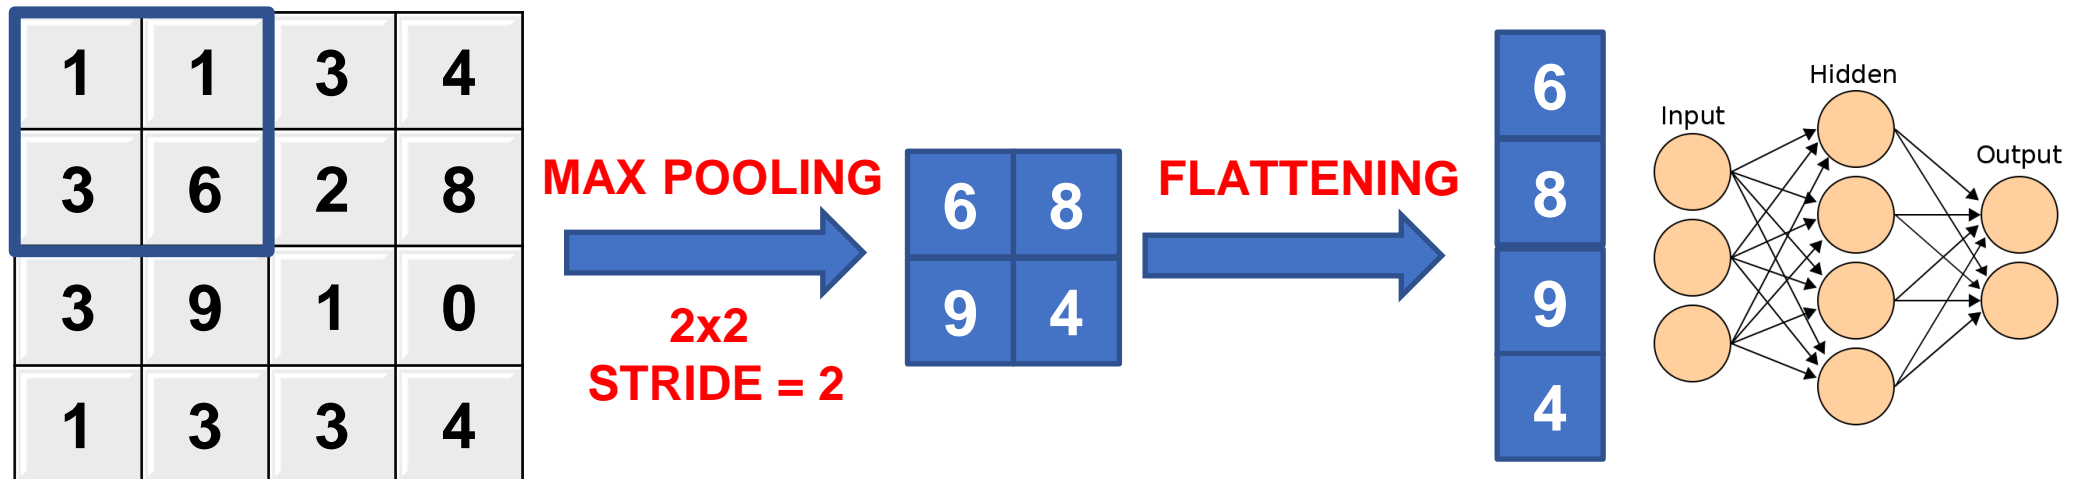 1 1 3 4
3 6 2 8
3 9 1 0
1 3 3 4
MAX POOLING
2x2
STRIDE = 2
6 8
9 4
FLATTENING
6
8
9
4
Input
Hidden
Output